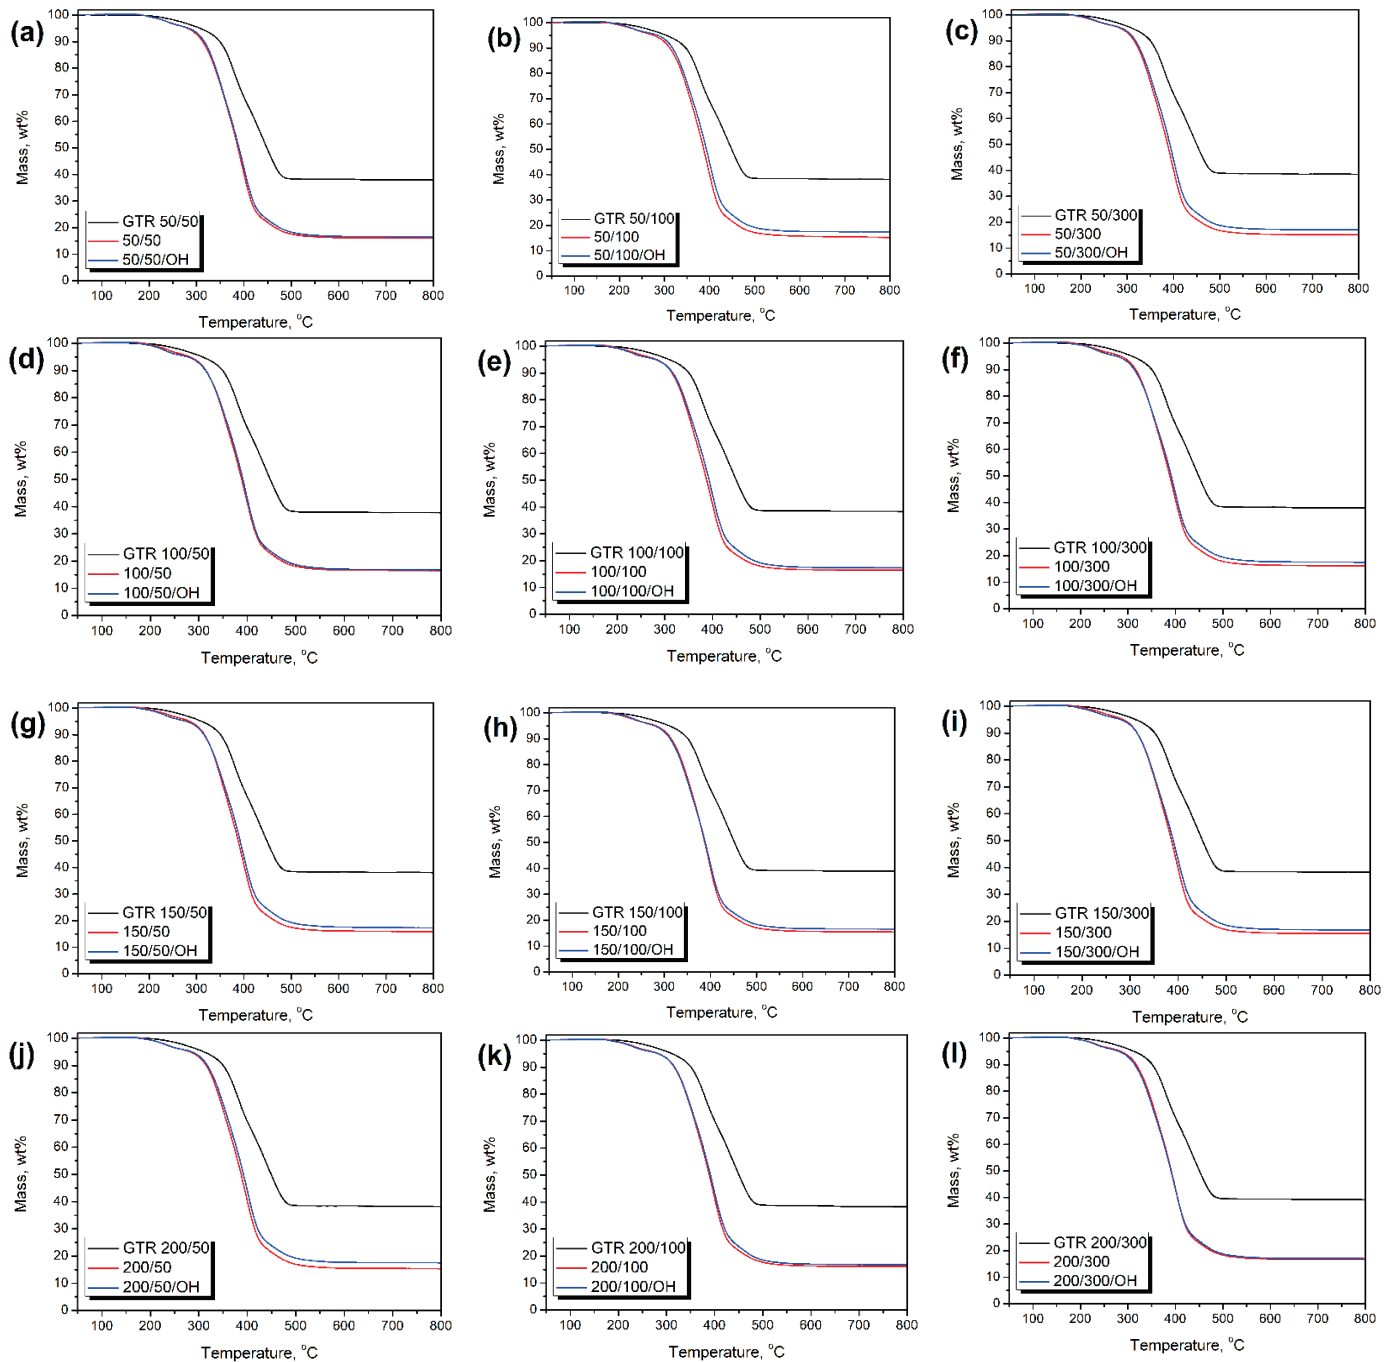 (a)
Mass, wt%
100
90
80
70
60
50
40
30
20
10
0
GTR 50/50
50/50
50/50/OH
100 200 300 400 500 600 700 800
Temperature, °C
(b)
Mass, wt%
100
90
80
70
60
50
40
30
20
10
0
GTR 50/100
50/100
50/100/OH
100 200 300 400 500 600 700 800
Temperature, °C
(c)
Mass, wt%
100
90
80
70
60
50
40
30
20
10
0
GTR 50/300
50/300
50/300/OH
100 200 300 400 500 600 700 800
Temperature, °C
(d)
Mass, wt%
100
90
80
70
60
50
40
30
20
10
0
GTR 100/50
100/50
100/50/OH
100 200 300 400 500 600 700 800
Temperature, °C
(e)
Mass, wt%
100
90
80
70
60
50
40
30
20
10
0
GTR 100/100
100/100
100/100/OH
100 200 300 400 500 600 700 800
Temperature, °C
(f)
Mass, wt%
100
90
80
70
60
50
40
30
20
10
0
GTR 100/300
100/300
100/300/OH
100 200 300 400 500 600 700 800
Temperature, °C
(g)
Mass, wt%
100
90
80
70
60
50
40
30
20
10
0
GTR 150/50
150/50
150/50/OH
100 200 300 400 500 600 700 800
Temperature, °C
(h)
Mass, wt%
100
90
80
70
60
50
40
30
20
10
0
GTR 150/100
150/100
150/100/OH
100 200 300 400 500 600 700 800
Temperature, °C
(i)
Mass, wt%
100
90
80
70
60
50
40
30
20
10
0
GTR 150/300
150/300
150/300/OH
100 200 300 400 500 600 700 800
Temperature, °C
(j)
Mass, wt%
100
90
80
70
60
50
40
30
20
10
0
GTR 200/50
200/50
200/50/OH
100 200 300 400 500 600 700 800
Temperature, °C
(k)
Mass, wt%
100
90
80
70
60
50
40
30
20
10
0
GTR 200/100
200/100
200/100/OH
100 200 300 400 500 600 700 800
Temperature, °C
(l)
Mass, wt%
100
90
80
70
60
50
40
30
20
10
0
GTR 200/300
200/300
200/300/OH
100 200 300 400 500 600 700 800
Temperature, °C